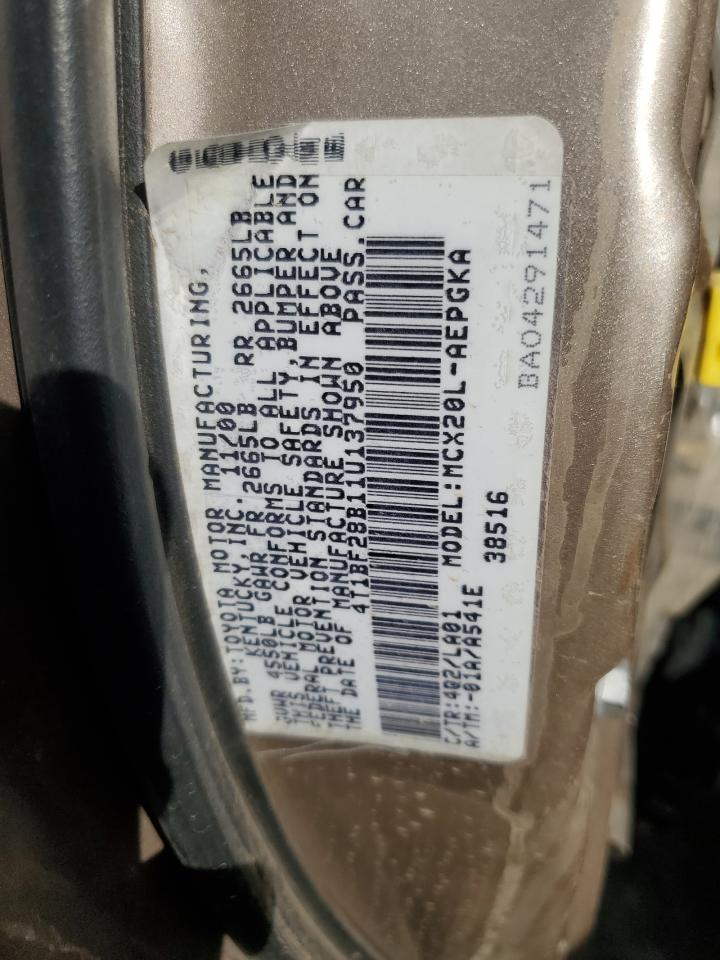 MFD.BY:TOYOTA MOTOR MANUFACTURING,
KENTUCKY,INC. 11/00
GVWR 4550LB GAWR FR 2665LB RR 2665LB
THIS VEHICLE CONFORMS TO ALL APPLICABLE
FEDERAL MOTOR VEHICLE SAFETY,BUMPER AND
THEFT PREVENTION STANDARDS IN EFFECT ON
THE DATE OF MANUFACTURE SHOWN ABOVE
4T1BF28B11U137950 PASS.CAR
C/TR:4Q2/LA01 MODEL:MCX20L-AEPGKA
A/TM:-01A/A541E 38516
BA04291471